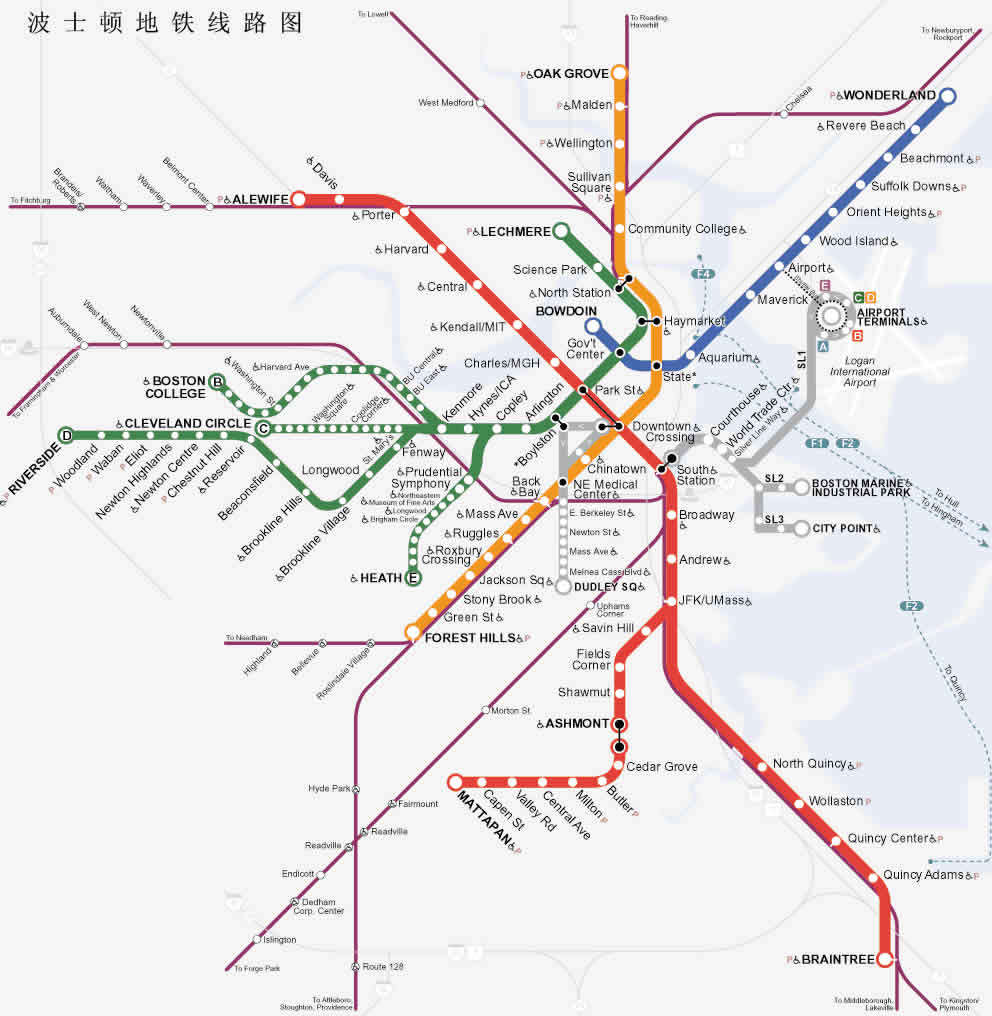 波士顿地铁线路图
To Lowell
To Reading,
Haverhill
To Newburyport,
Rockport
P OAK GROVE
P WONDERLAND
West Medford
P Malden
Chelsea
Revere Beach
P Wellington
Beachmont P
Brandeis/
Roberts
Waltham
Waverley
Belmont Center
Davis
Sullivan
Square
P
Suffolk Downs P
To Fitchburg
P ALEWIFE
Porter
Orient Heights P
P LECHMERE
Community College
Harvard
Wood Island
Science Park
Airport
F4
Central
North Station
E
C D
Maverick
BOWDOIN
Haymarket
AIRPORT
TERMINALS
Kendall/MIT
B
A
Auburndale
West Newton
Newtonville
Gov't
Center
Aquarium
SL1
Logan
International
Airport
Charles/MGH
State*
To Framingham & Worcester
Washington St
Harvard Ave
BU Central
BU East
BOSTON
COLLEGE
B
Washington
Square
Coolidge
Corner
Kenmore
Hynes/ICA
Copley
Arlington
Park St
Courthouse
World Trade Ctr.
Silver Line Way
CLEVELAND CIRCLE
C
St. Mary's
Downtown
Crossing
D
RIVERSIDE
P
P Woodland
Waban
P Eliot
Newton Highlands
Newton Centre
P Chestnut Hill
Reservoir
Beaconsfield
Brookline Hills
Brookline Village
Longwood
Fenway
*Boylston
F1
F2
Prudential
Symphony
Chinatown
South
Station
Back
Bay
NE Medical
Center
SL2
BOSTON MARINE
INDUSTRIAL PARK
Northeastern
Museum of Fine Arts
Longwood
Brigham Circle
Mass Ave
E. Berkeley St
Broadway
SL3
CITY POINT
To Hull
To Hingham
Ruggles
Newton St
Roxbury
Crossing
Mass Ave
Andrew
Melnea Cass Blvd
HEATH
E
Jackson Sq
DUDLEY SQ
Stony Brook
JFK/UMass
F2
Uphams
Corner
Green St
Savin Hill
To Needham
FOREST HILLS P
Highland
Bellevue
Roslindale Village
Fields
Corner
To Quincy
Shawmut
Morton St.
ASHMONT
Cedar Grove
North Quincy P
MATTAPAN P
Capen St
Valley Rd
Central Ave
Milton P
Butler P
Hyde Park
Fairmount
Wollaston P
Readville
Readville
Quincy Center P
Endicott
Quincy Adams P
Dedham
Corp. Center
Islington
P BRAINTREE
To Forge Park
Route 128
To Attleboro,
Stoughton, Providence
To Middleborough,
Lakeville
To Kingston/
Plymouth